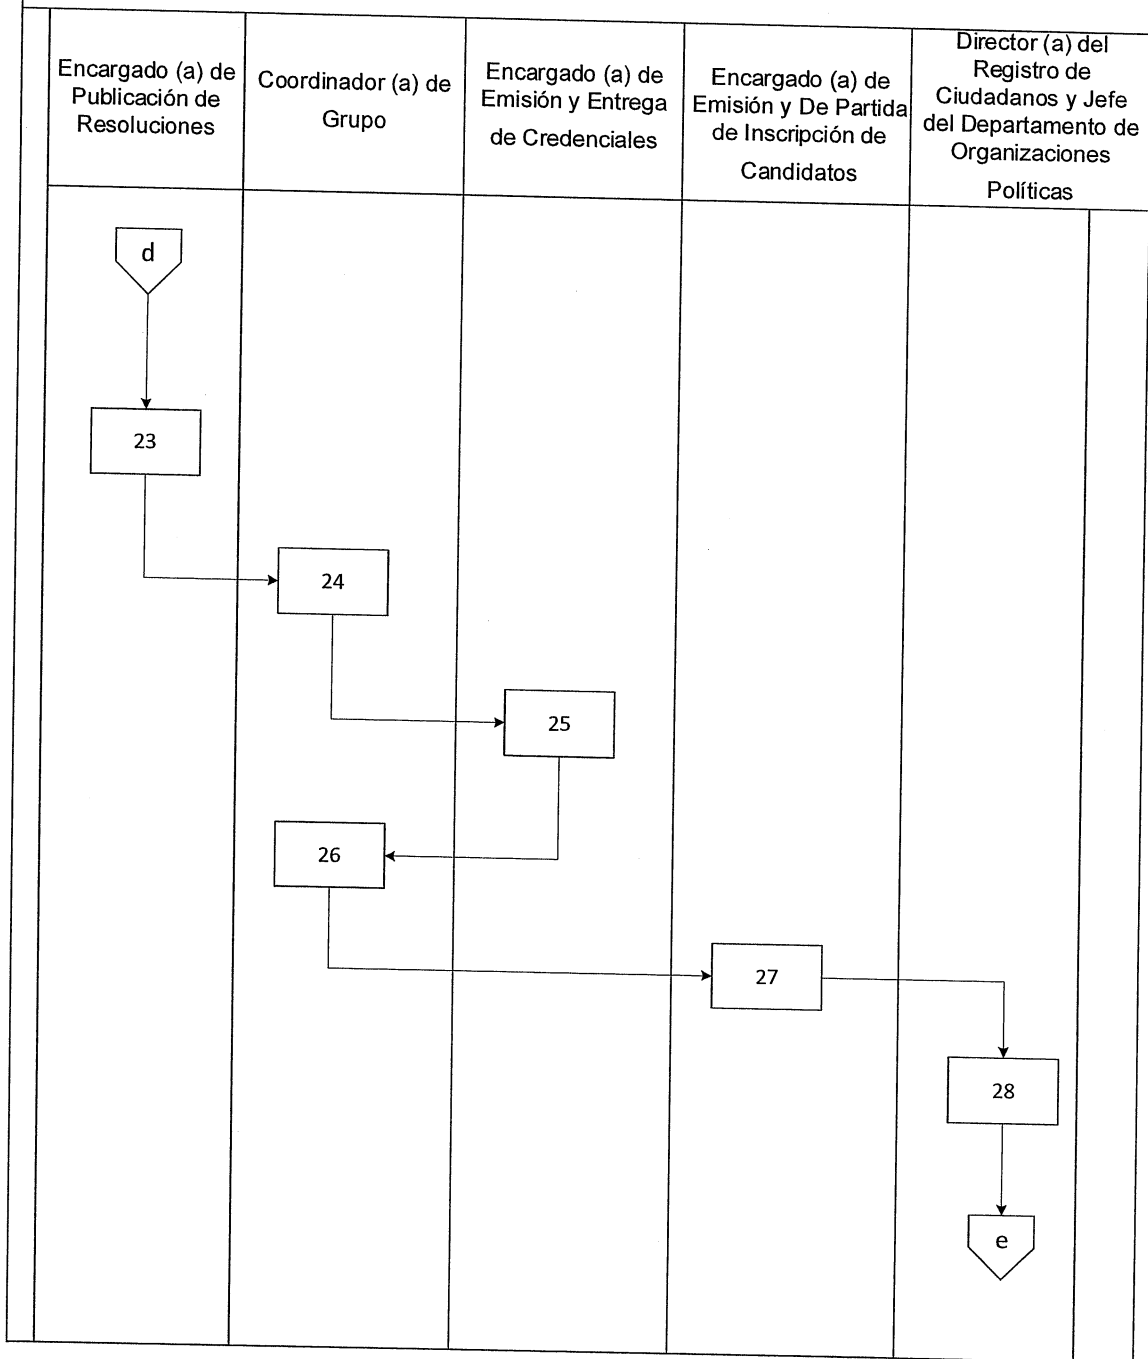 Encargado (a) de
Publicación de
Resoluciones
Coordinador (a) de
Grupo
Encargado (a) de
Emisión y Entrega
de Credenciales
Encargado (a) de
Emisión y De Partida
de Inscripción de
Candidatos
Director (a) del
Registro de
Ciudadanos y Jefe
del Departamento de
Organizaciones
Políticas
d
23
24
25
26
27
28
e